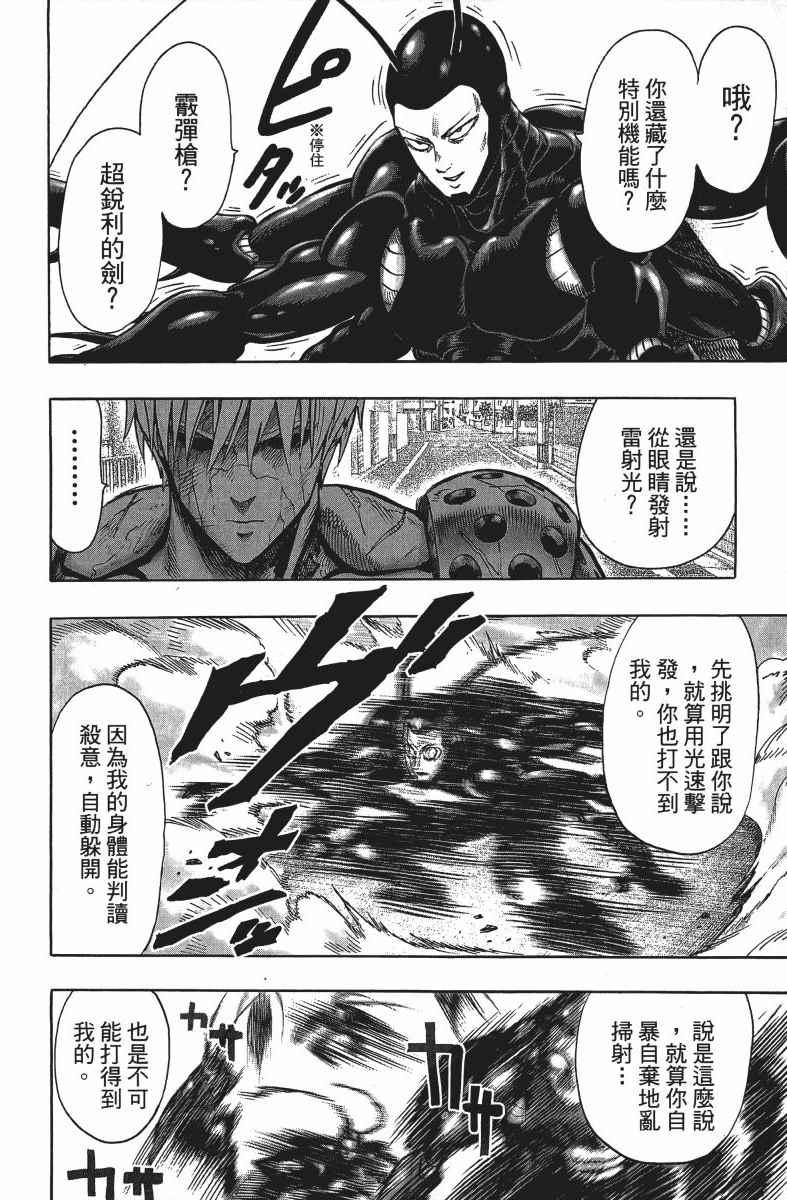 哦？
你還藏了什麼
特別機能嗎？
ピタッ
※停住
霰彈槍？
超銳利的劍？
還是說……
從眼睛發射
雷射光？
………
先挑明了跟你說
，就算用光速擊
發，你也打不到
我的。
因為我的身體能判讀
殺意，自動躲開。
說是這麼說
，就算你自
暴自棄地亂
掃射…
カサ
カサ
カサ
也是不可
能打得到
我的。